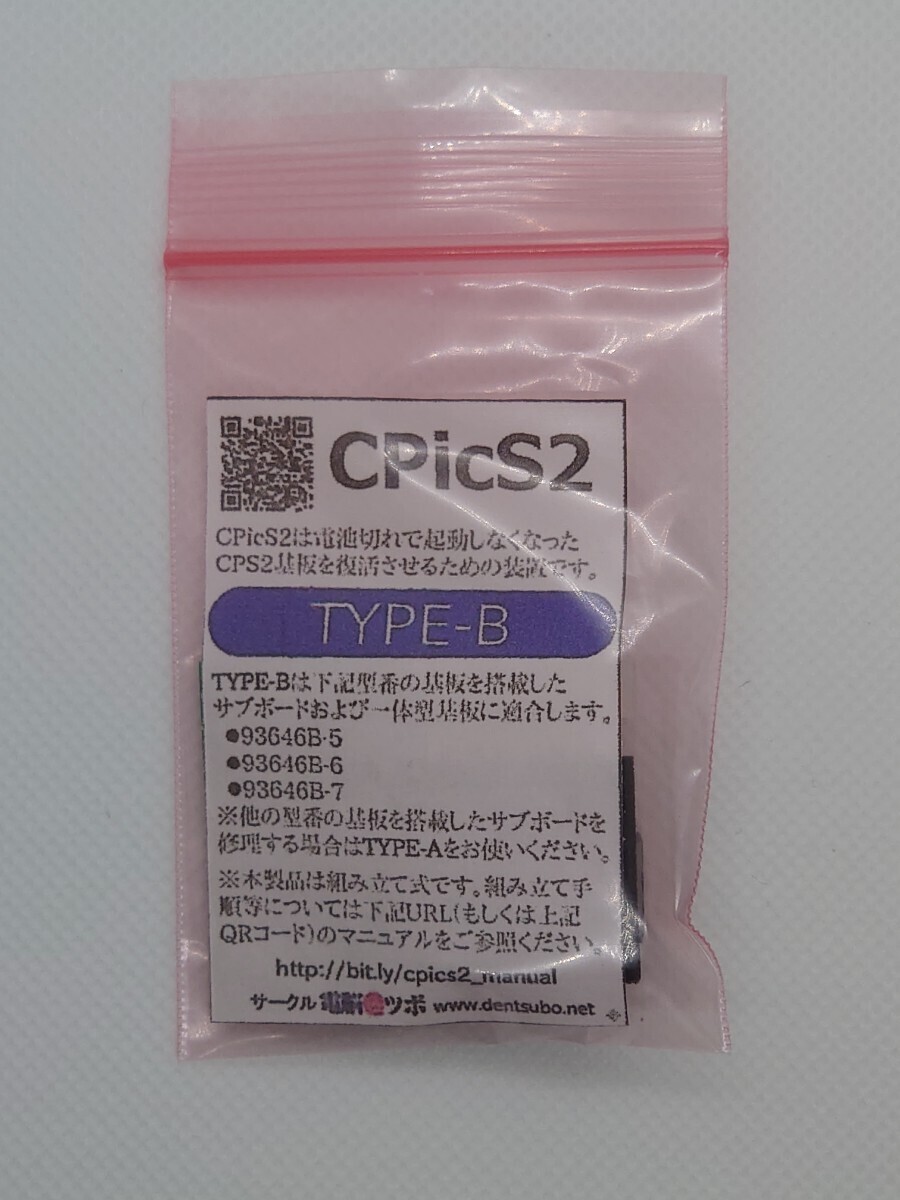 CPicS2
CPicS2は電池切れで起動しなくなった
CPS2基板を復活させるための装置です。
TYPE-B
TYPE-Bは下記型番の基板を搭載した
サブボードおよび一体型基板に適合します。
●93646B-5
●93646B-6
●93646B-7
※他の型番の基板を搭載したサブボードを
修理する場合はTYPE-Aをお使いください。
※本製品は組み立て式です。組み立て手
順等については下記URL(もしくは上記
QRコード)のマニュアルをご参照ください。
http://bit.ly/cpics2_manual
サークル 電脳のツボ www.dentsubo.net